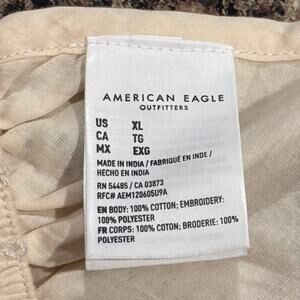 AMERICAN EAGLE
OUTFITTERS
US XL
CA TG
MX EXG
MADE IN INDIA / FABRIQUÉ EN INDE /
HECHO EN INDIA
RN 54485 / CA 03873
RFC# AEM120605U9A
EN BODY: 100% COTTON; EMBROIDERY:
100% POLYESTER
FR CORPS: 100% COTON; BRODERIE: 100%
POLYESTER